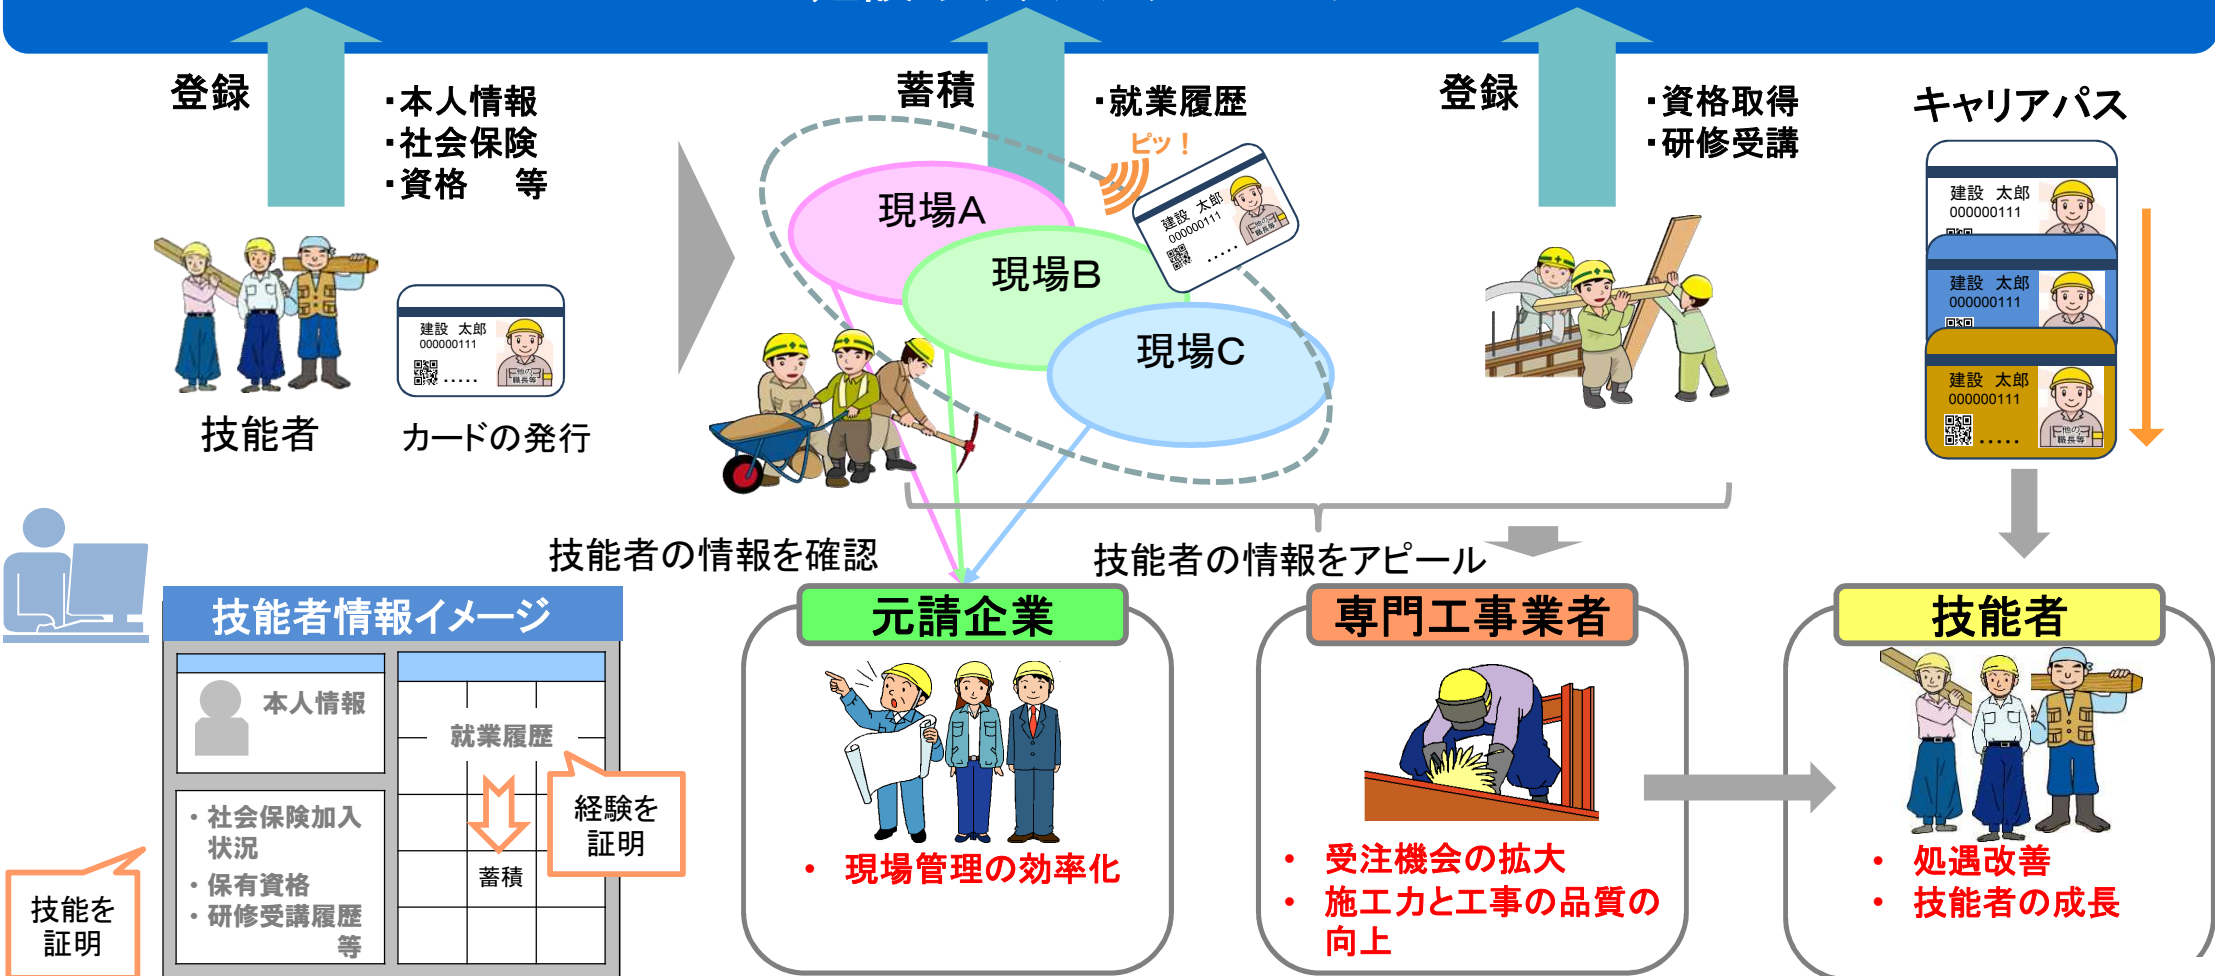 登録
・本人情報
・社会保険
・資格　等
蓄積
・就業履歴
ピッ！
登録
・資格取得
・研修受講
キャリアパス
現場A
現場B
現場C
建設 太郎
000000111
.....
建設 太郎
000000111
建設 太郎
000000111
建設 太郎
000000111
.....
他の
職長等
建設 太郎
000000111
.....
他の
職長等
技能者
カードの発行
技能者の情報を確認
技能者の情報をアピール
技能者情報イメージ
本人情報
就業履歴
経験を
証明
蓄積
・社会保険加入
状況
・保有資格
・研修受講履歴
等
技能を
証明
元請企業
・現場管理の効率化
専門工事業者
・受注機会の拡大
・施工力と工事の品質の
向上
技能者
・処遇改善
・技能者の成長